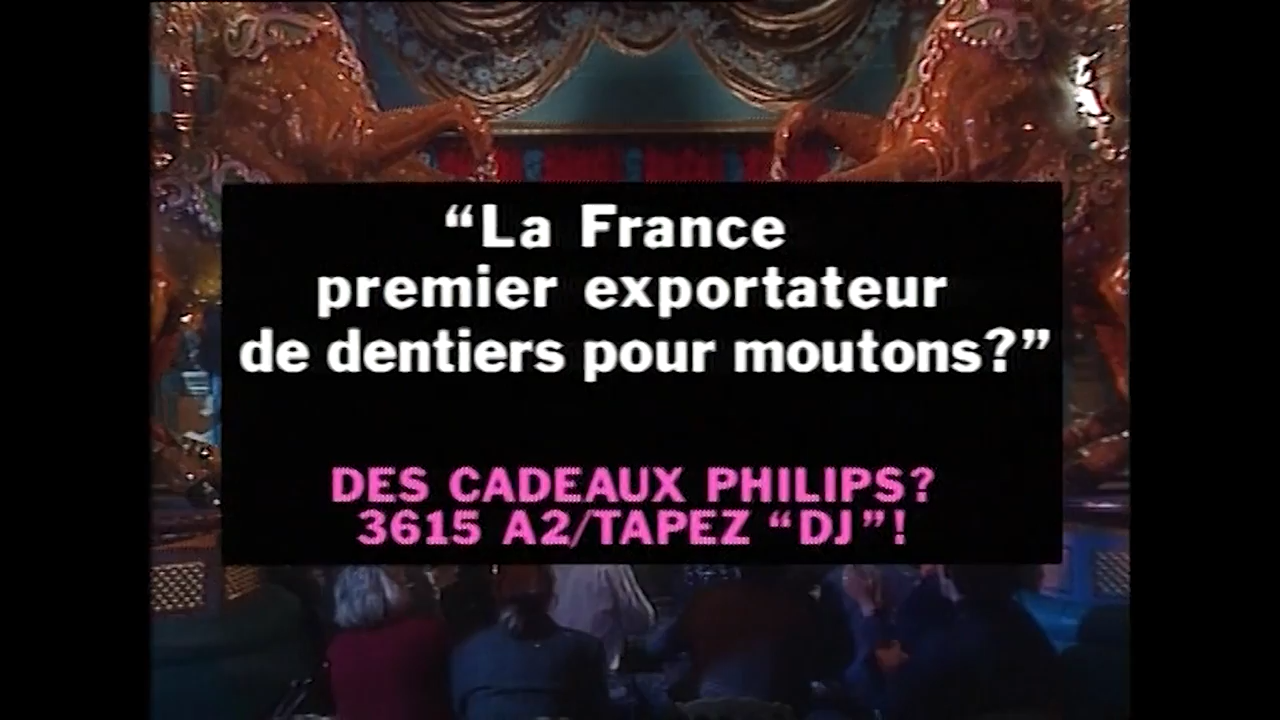 “La France
premier exportateur
de dentiers pour moutons?”
DES CADEAUX PHILIPS?
3615 A2/TAPEZ “DJ”!